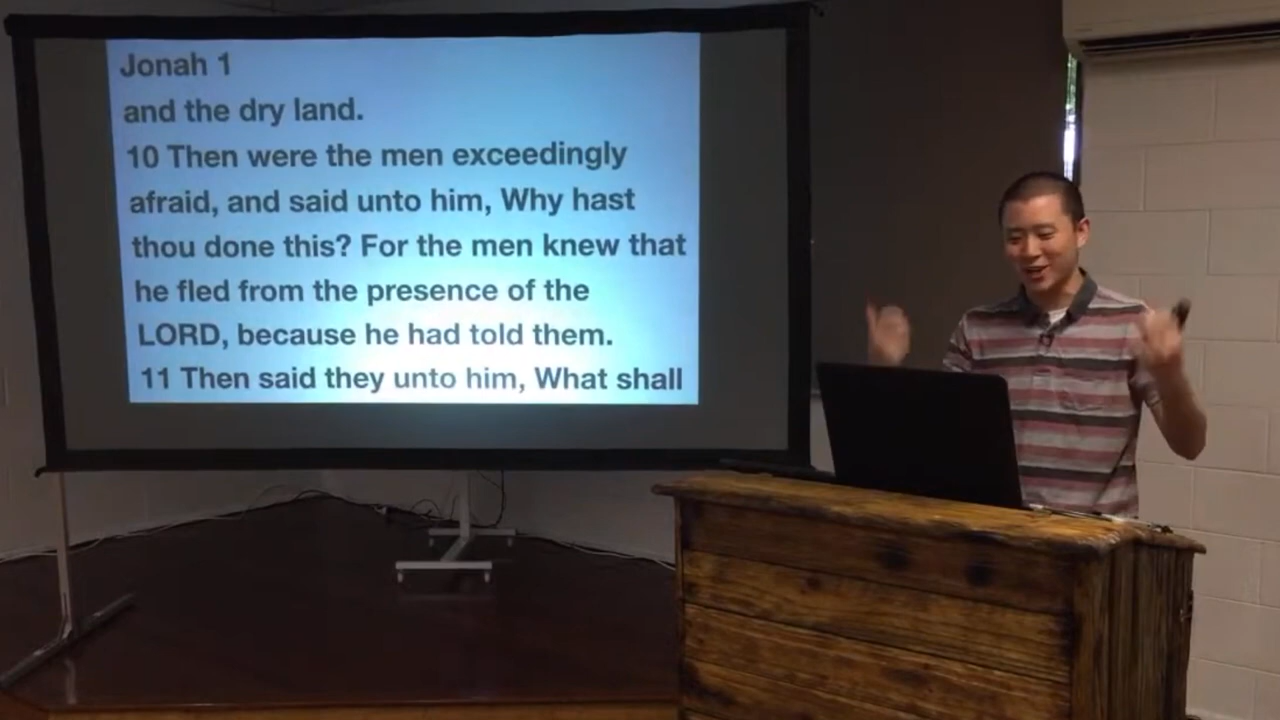 Jonah 1
and the dry land.
10 Then were the men exceedingly
afraid, and said unto him, Why hast
thou done this? For the men knew that
he fled from the presence of the
LORD, because he had told them.
11 Then said they unto him, What shall